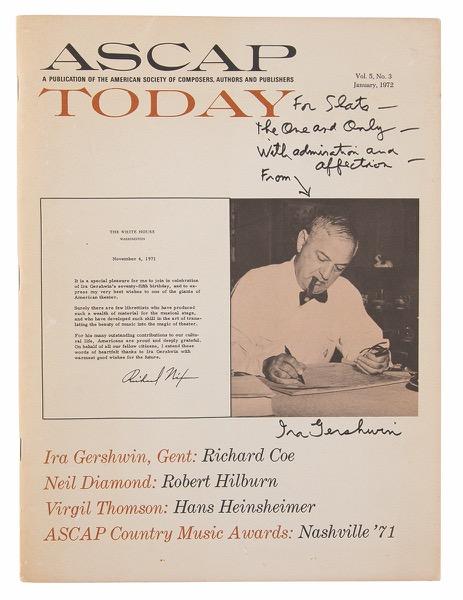 ASCAP
A PUBLICATION OF THE AMERICAN SOCIETY OF COMPOSERS, AUTHORS AND PUBLISHERS
TODAY
Vol. 5, No. 3
January, 1972
For Slats —
the One and Only —
With admiration and
affection —
From
THE WHITE HOUSE
WASHINGTON
November 4, 1971
It is a special pleasure for me to join in celebration
of Ira Gershwin's seventy-fifth birthday, and to ex-
press my very best wishes to one of the giants of
American theater.
Surely there are few librettists who have produced
such a wealth of material for the musical stage,
and who have developed such skill in the art of trans-
lating the beauty of music into the magic of theater.
For his many outstanding contributions to our cultu-
ral life, Americans are proud and deeply grateful.
On behalf of all our fellow citizens, I extend those
words of heartfelt thanks to Ira Gershwin with
warmest good wishes for the future.
Richard Nix
Ira Gershwin
Ira Gershwin, Gent: Richard Coe
Neil Diamond: Robert Hilburn
Virgil Thomson: Hans Heinsheimer
ASCAP Country Music Awards: Nashville '71